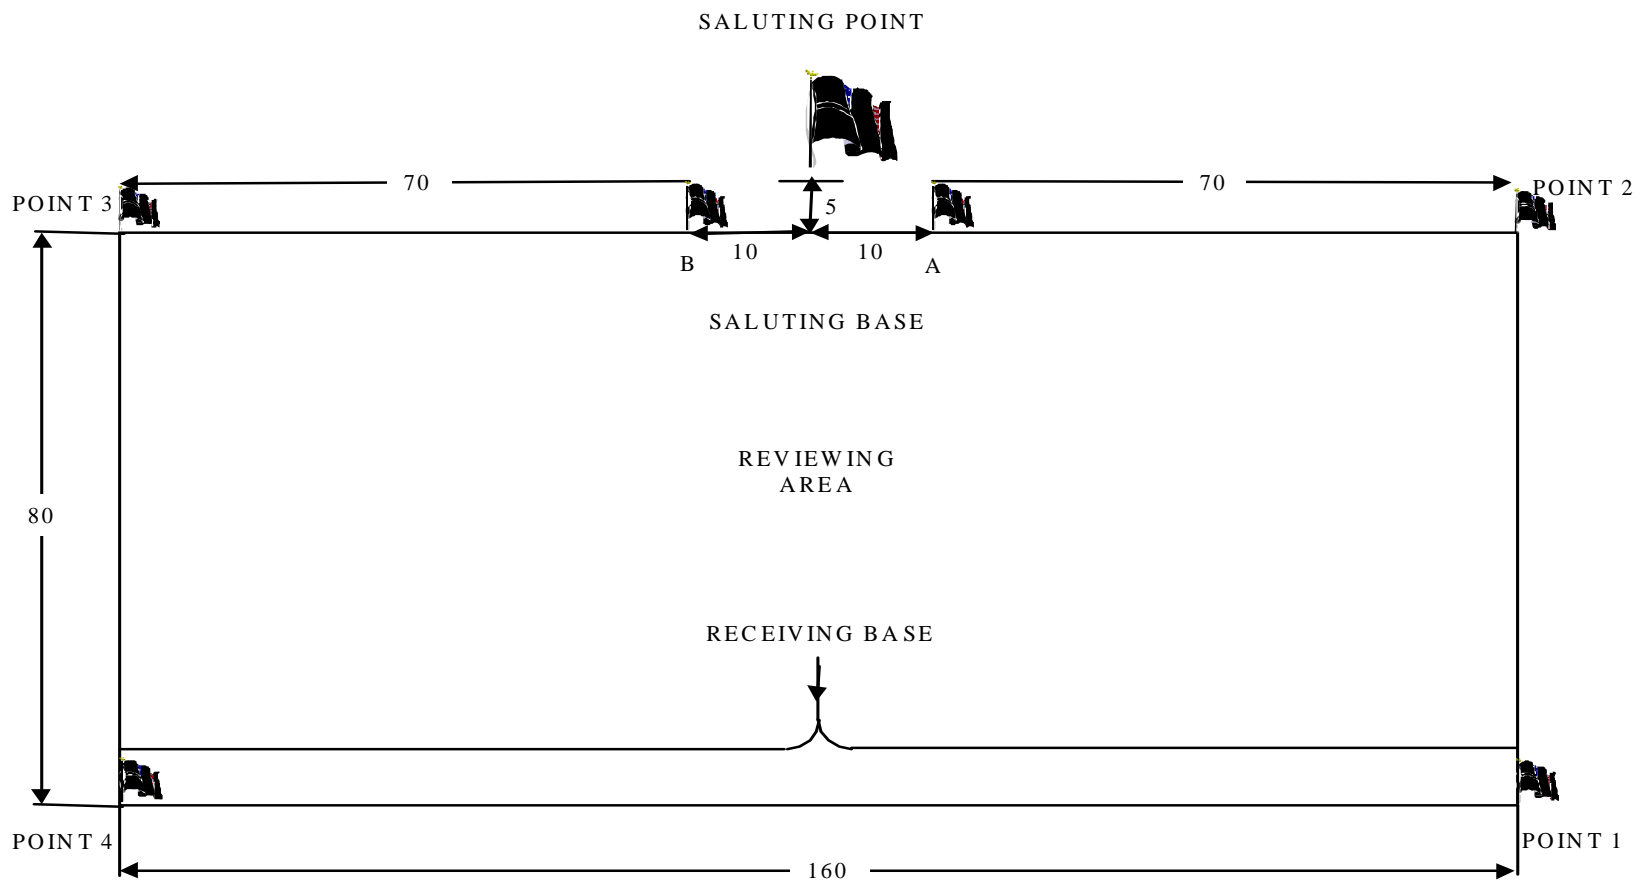 SALUTING POINT
70
70
POINT 3
5
POINT 2
10
10
B
A
SALUTING BASE
REVIEWING
AREA
80
RECEIVING BASE
POINT 4
POINT 1
160